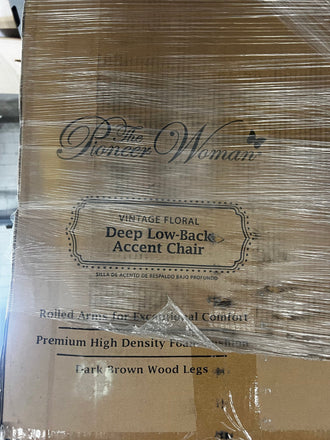 The
Pioneer Woman
VINTAGE FLORAL
Deep Low-Back
Accent Chair
SILLA DE ACENTO DE RESPALDO BAJO PROFUNDO
Rolled Arms for Exceptional Comfort
Premium High Density Foam Cushion
Dark Brown Wood Legs